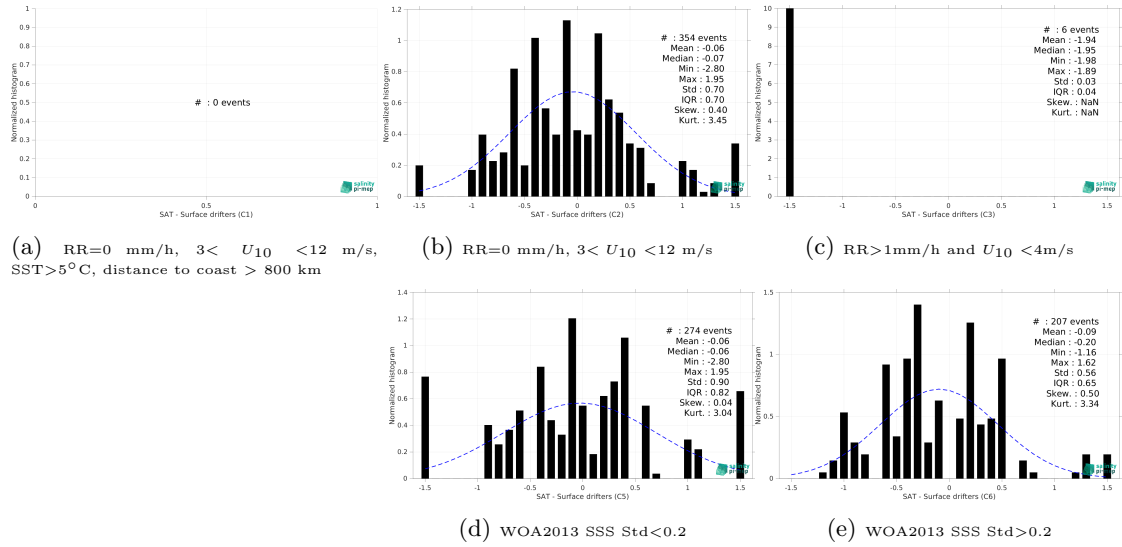 1
0.9
0.8
0.7
0.6
0.5
0.4
0.3
0.2
0.1
0
Normalized histogram
# : 0 events
0 0.5 1
SAT - Surface drifters (C1)
salinity
pi-mep
(a) RR=0 mm/h, 3< U10 <12 m/s,
SST>5°C, distance to coast > 800 km
1.2
1
0.8
0.6
0.4
0.2
0
Normalized histogram
# : 354 events
Mean : -0.06
Median : -0.07
Min : -2.80
Max : 1.95
Std : 0.70
IQR : 0.70
Skew. : 0.40
Kurt. : 3.45
-1.5 -1 -0.5 0 0.5 1 1.5
SAT - Surface drifters (C2)
salinity
pi-mep
(b) RR=0 mm/h, 3< U10 <12 m/s
10
9
8
7
6
5
4
3
2
1
0
Normalized histogram
# : 6 events
Mean : -1.94
Median : -1.95
Min : -1.98
Max : -1.89
Std : 0.03
IQR : 0.04
Skew. : NaN
Kurt. : NaN
-1.5 -1 -0.5 0 0.5 1 1.5
SAT - Surface drifters (C3)
salinity
pi-mep
(c) RR>1mm/h and U10 <4m/s
1.4
1.2
1
0.8
0.6
0.4
0.2
0
Normalized histogram
# : 274 events
Mean : -0.06
Median : -0.06
Min : -2.80
Max : 1.95
Std : 0.90
IQR : 0.82
Skew. : 0.04
Kurt. : 3.04
-1.5 -1 -0.5 0 0.5 1 1.5
SAT - Surface drifters (C5)
salinity
pi-mep
(d) WOA2013 SSS Std<0.2
1.5
1
0.5
0
Normalized histogram
# : 207 events
Mean : -0.09
Median : -0.20
Min : -1.16
Max : 1.62
Std : 0.56
IQR : 0.65
Skew. : 0.50
Kurt. : 3.34
-1.5 -1 -0.5 0 0.5 1 1.5
SAT - Surface drifters (C6)
salinity
pi-mep
(e) WOA2013 SSS Std>0.2